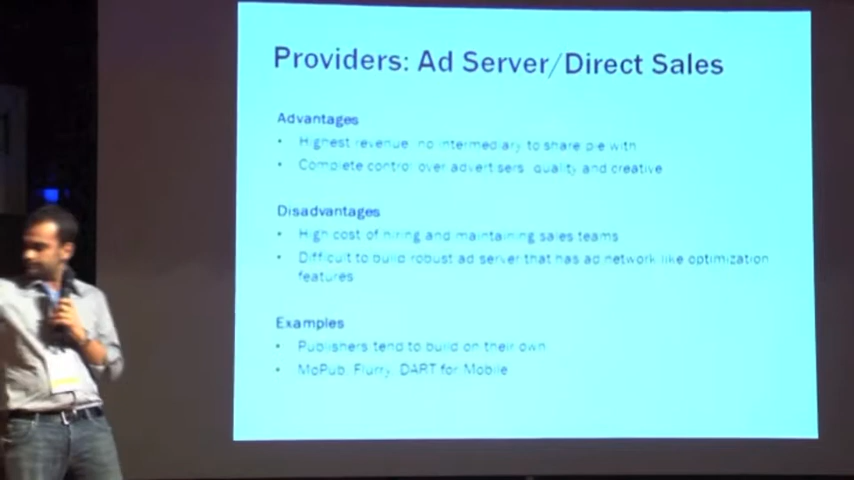 Providers: Ad Server/Direct Sales
Advantages
• Highest revenue no intermediary to share pie with
• Complete control over advertisers quality and creative
Disadvantages
• High cost of hiring and maintaining sales teams
• Difficult to build robust ad server that has ad network like optimization
features
Examples
• Publishers tend to build on their own
• MoPub, Flurry, DART for Mobile